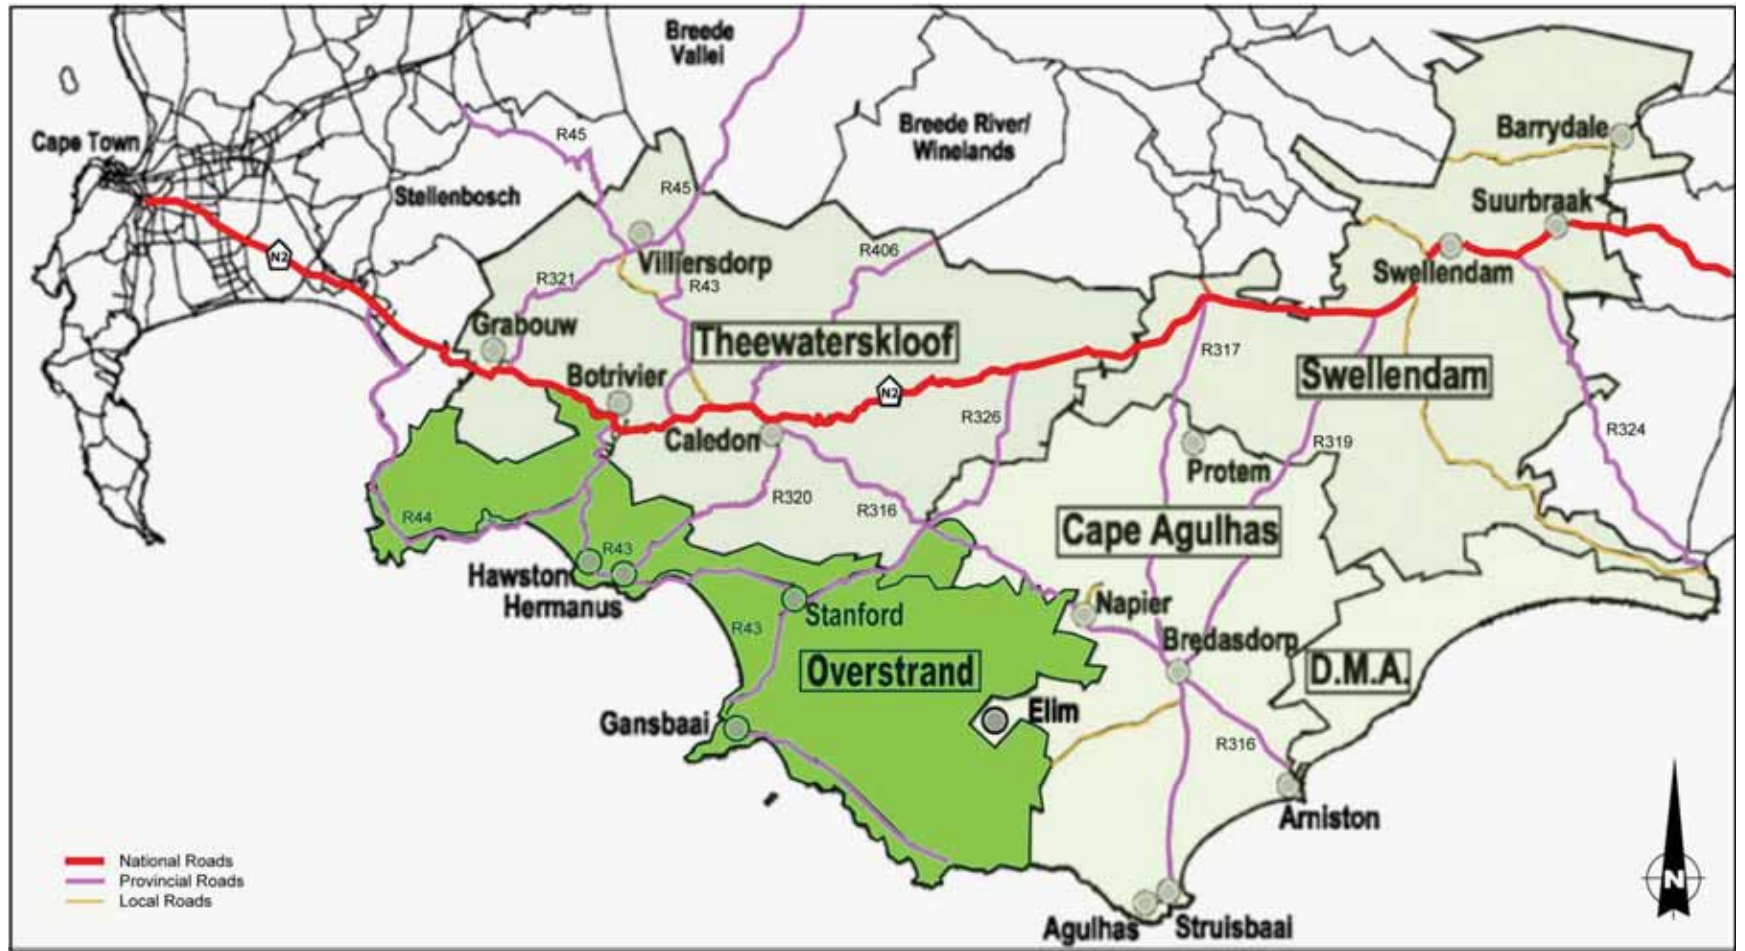 Breede
Vallei
Cape Town
R45
Breede River/
Winelands
Barrydale
Stellenbosch
R45
Suurbraak
N2
R406
Villiersdorp
Swellendam
R321
R43
Grabouw
Theewaterskloof
R317
Botrivier
Swellendam
N2
R326
Caledon
R319
R324
Protem
R320
R316
R44
Cape Agulhas
R43
Hawston
Hermanus
Napier
Stanford
R43
Bredasdorp
Overstrand
D.M.A.
Elim
Gansbaai
R316
Arniston
National Roads
Provincial Roads
Local Roads
N
Agulhas
Struisbaai